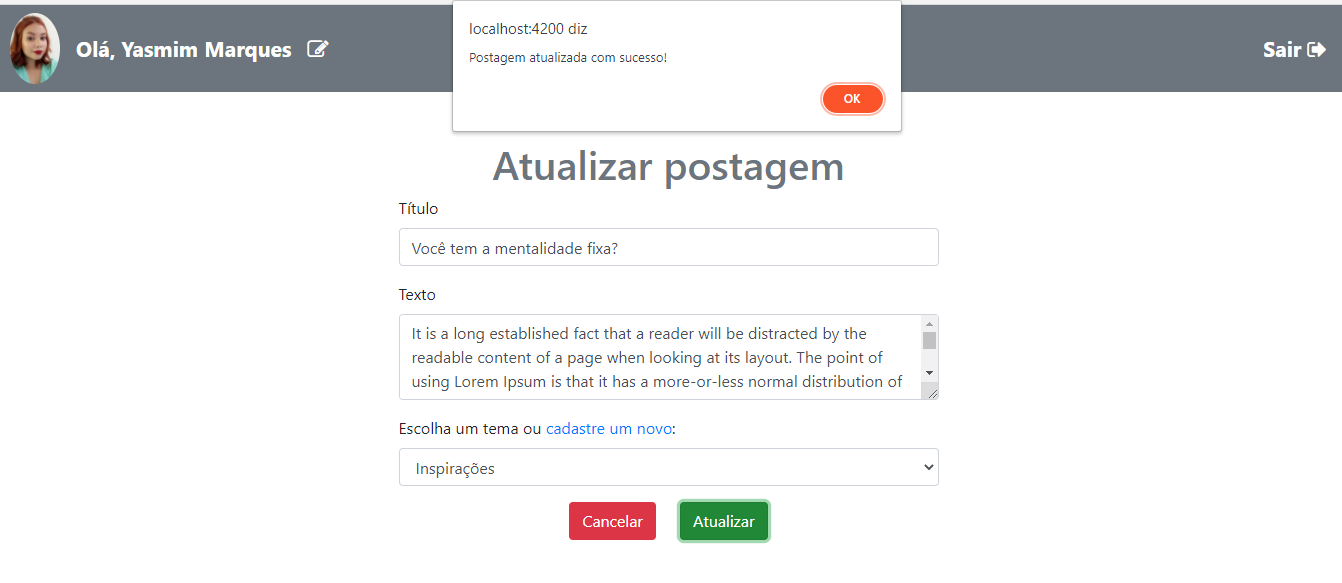 localhost:4200 diz
Postagem atualizada com sucesso!
OK
Olá, Yasmim Marques
Sair
Atualizar postagem
Título
Você tem a mentalidade fixa?
Texto
It is a long established fact that a reader will be distracted by the
readable content of a page when looking at its layout. The point of
using Lorem Ipsum is that it has a more-or-less normal distribution of
Escolha um tema ou cadastre um novo:
Inspirações
Cancelar
Atualizar